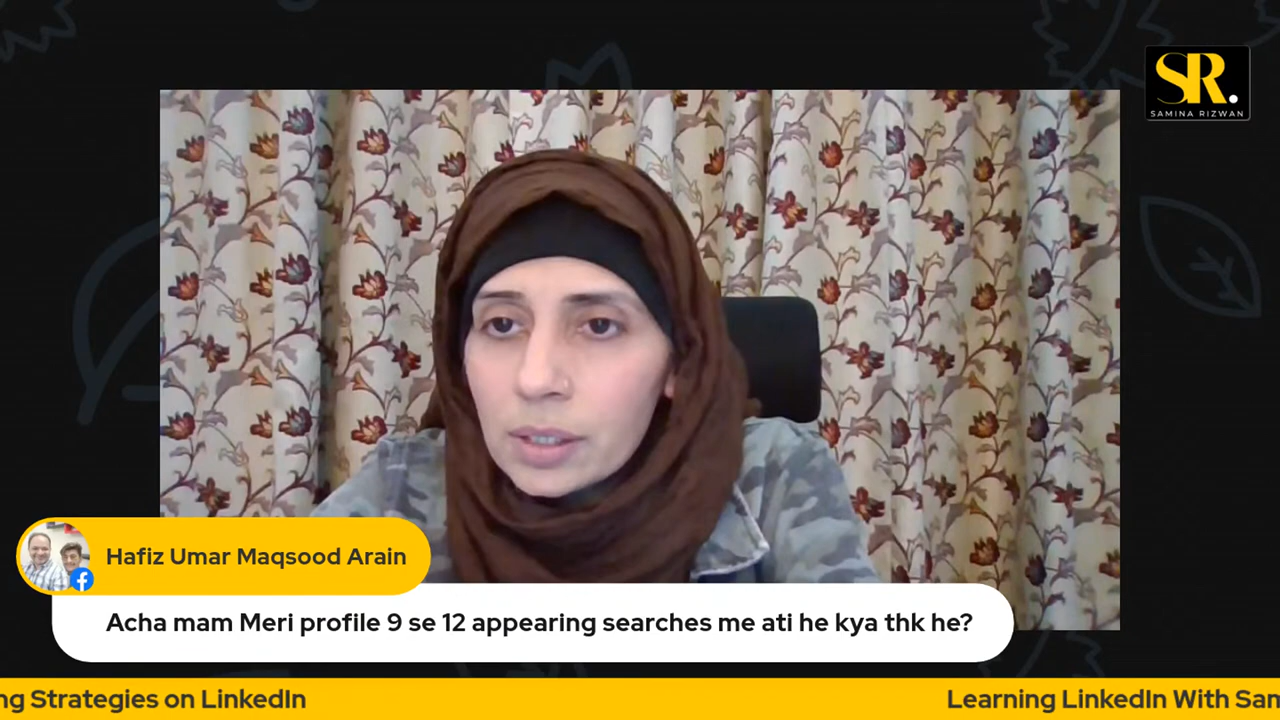 SR.
SAMINA RIZWAN
Hafiz Umar Maqsood Arain
Acha mam Meri profile 9 se 12 appearing searches me ati he kya thk he?
ng Strategies on LinkedIn
Learning LinkedIn With Sam